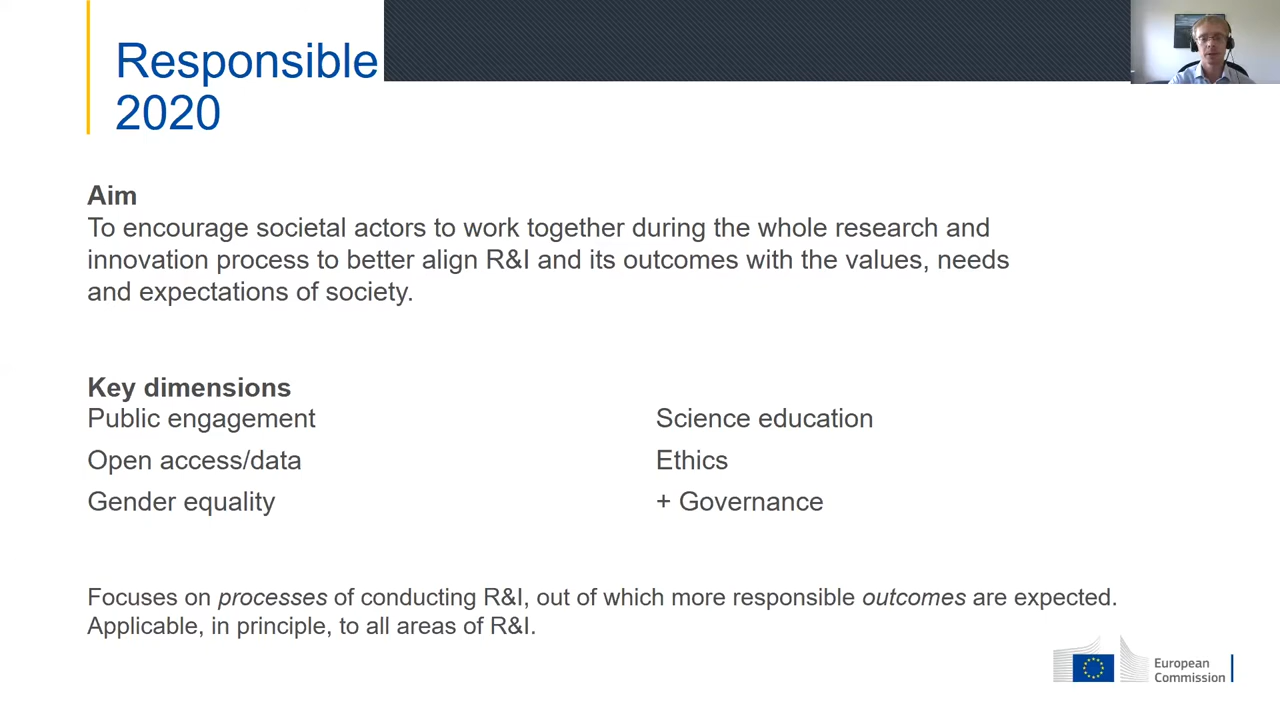 Responsible
2020
Aim
To encourage societal actors to work together during the whole research and
innovation process to better align R&I and its outcomes with the values, needs
and expectations of society.
Key dimensions
Public engagement
Science education
Open access/data
Ethics
Gender equality
+ Governance
Focuses on processes of conducting R&I, out of which more responsible outcomes are expected.
Applicable, in principle, to all areas of R&I.
European
Commission